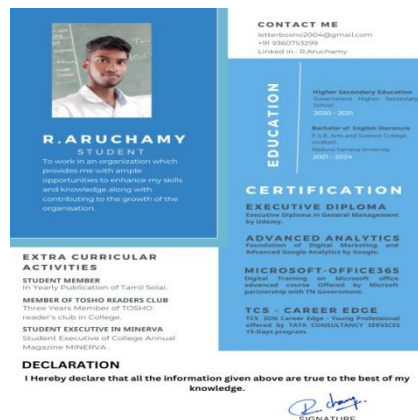 R.ARUCHAMY
STUDENT
To work in an organization which
provides me with ample
opportunities to enhance my skills
and knowledge along with
contributing to the growth of the
organisation.
CONTACT ME
letterboxno2004@gmail.com
+91 9360753299
Linked in : R.Aruchamy
EDUCATION
Higher Secondary Education
Government Higher Secondary
School
2020 - 2021
Bachelor of English literature
P.S.R. Arts and Science College,
Madurai Kamaraj University
2021 - 2024
CERTIFICATION
EXECUTIVE DIPLOMA
Executive Diploma in General Management
by Udemy.
ADVANCED ANALYTICS
Foundation of Digital Marketing and
Advanced Google Analytics by Google.
MICROSOFT-OFFICE365
Digital Training on Microsoft office
advanced course Offered by Microsoft
partnership with TN Government.
TCS - CAREER EDGE
TCS ION Career Edge - Young Professional
offered by TATA CONSULTANCY SERVICES
15-Days program.
EXTRA CURRICULAR
ACTIVITIES
STUDENT MEMBER
In Yearly Publication of Tamil Solai.
MEMBER OF TOSHO READERS CLUB
Three Years Member of TOSHO
reader's club in College.
STUDENT EXECUTIVE IN MINERVA
Student Executive of College Annual
Magazine MINERVA .
DECLARATION
I Hereby declare that all the information given above are true to the best of my
knowledge.
SIGNATURE